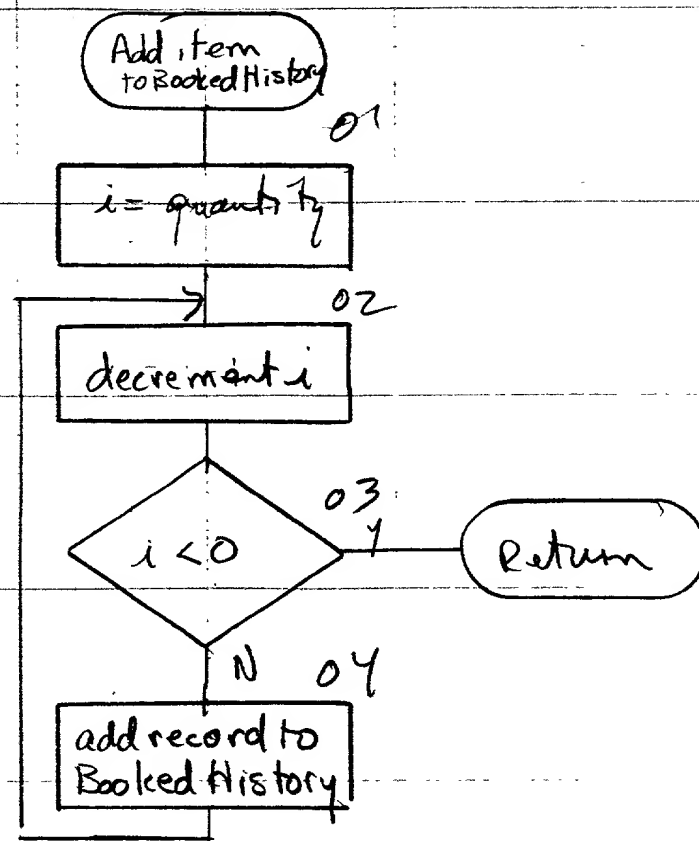 Add item
to Booked History
01
i = quantity
02
decrement i
03
i < 0
Y
Return
N
04
add record to
Booked History